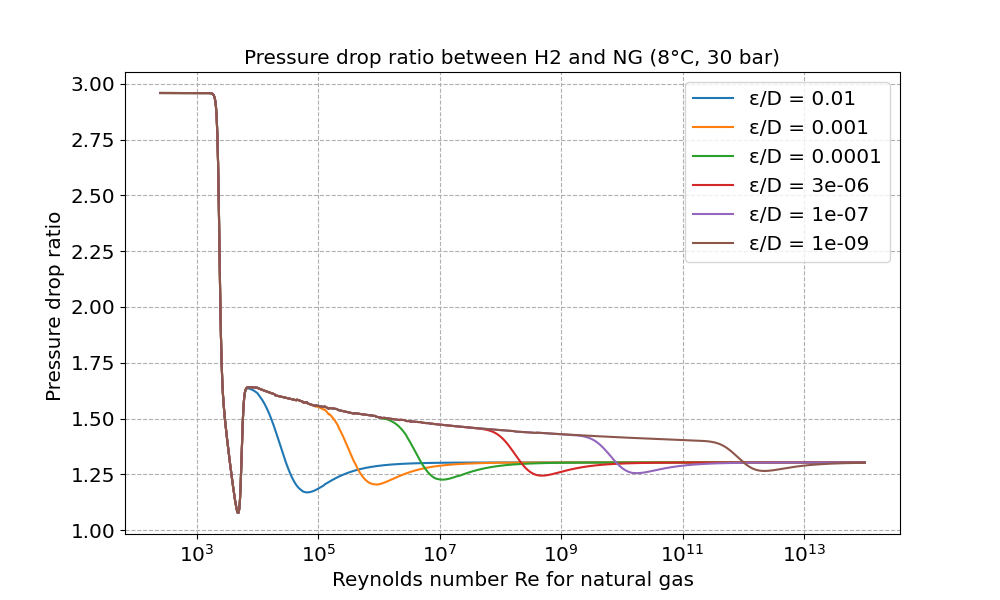 Pressure drop ratio between H2 and NG (8°C, 30 bar)
Pressure drop ratio
3.00
2.75
2.50
2.25
2.00
1.75
1.50
1.25
1.00
ε/D = 0.01
ε/D = 0.001
ε/D = 0.0001
ε/D = 3e-06
ε/D = 1e-07
ε/D = 1e-09
10³ 10⁵ 10⁷ 10⁹ 10¹¹ 10¹³
Reynolds number Re for natural gas